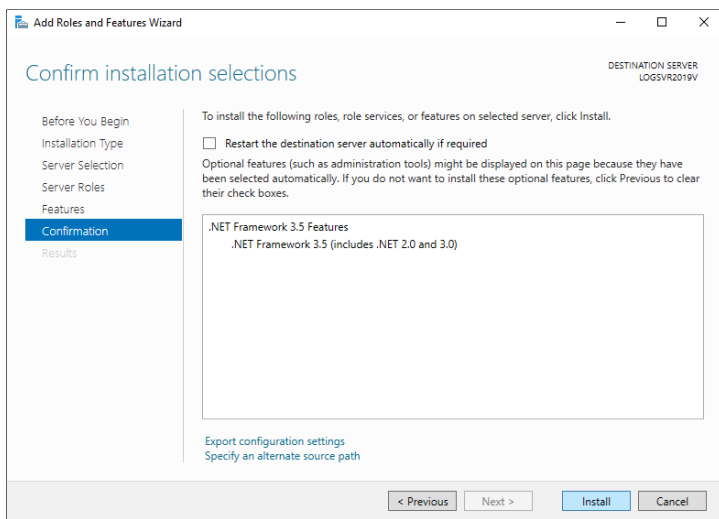 Add Roles and Features Wizard
Confirm installation selections
DESTINATION SERVER
LOGSVR2019V
Before You Begin
Installation Type
Server Selection
Server Roles
Features
Confirmation
Results
To install the following roles, role services, or features on selected server, click Install.
Restart the destination server automatically if required
Optional features (such as administration tools) might be displayed on this page because they have
been selected automatically. If you do not want to install these optional features, click Previous to clear
their check boxes.
.NET Framework 3.5 Features
.NET Framework 3.5 (includes .NET 2.0 and 3.0)
Export configuration settings
Specify an alternate source path
< Previous
Next >
Install
Cancel